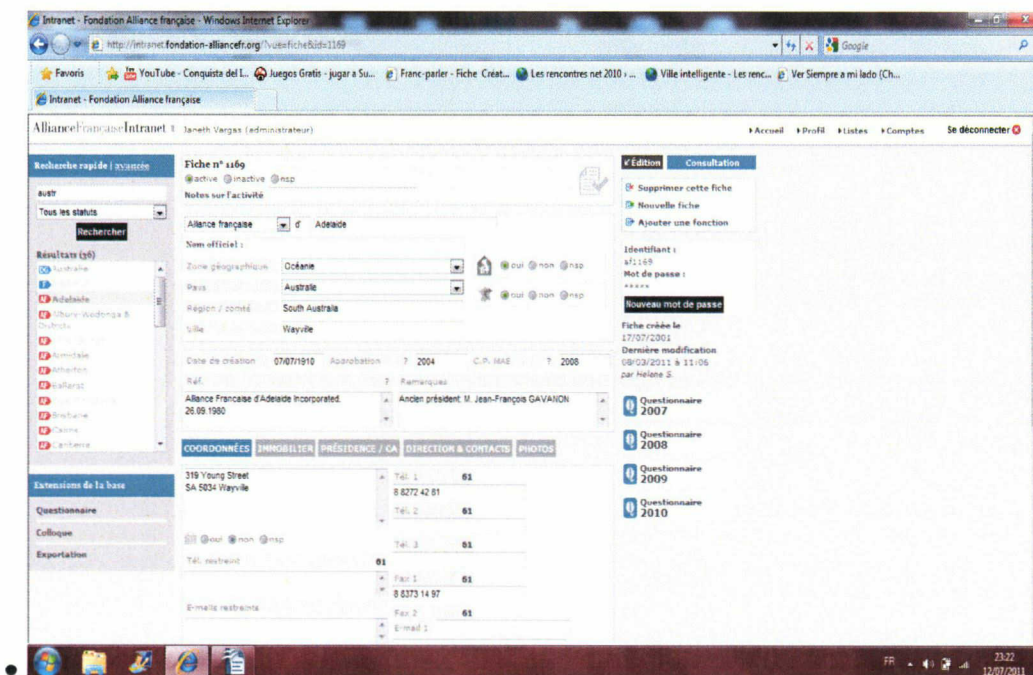 Intranet - Fondation Alliance française - Windows Internet Explorer
http://intranet.fondation-alliancefr.org/?vue=fiche&id=1169
Google
Favoris
YouTube - Conquista del I...
Juegos Gratis - jugar a Su...
Franc-parler - Fiche Créat...
Les rencontres net 2010 › ...
Ville intelligente - Les renc...
Ver Siempre a mi lado (Ch...
Intranet - Fondation Alliance française
AllianceFrançaiseIntranet
Janeth Vargas (administrateur)
Accueil Profil Listes Comptes Se déconnecter
Recherche rapide | avancée
austr
Tous les statuts
Rechercher
Résultats (36)
Australie
Adelaide
Albury-Wodonga & Districts
Armidale
Atherton
Ballarat
Brisbane
Cairns
Canberra
Extensions de la base
Questionnaire
Colloque
Exportation
Fiche n° 1169
active inactive nsp
Notes sur l'activité
Alliance française d' Adelaide
Nom officiel :
Zone géographique Océanie
oui non nsp
Pays Australie
oui non nsp
Région / comité South Australia
Ville Wayville
Date de création 07/07/1910 Approbation ? 2004 C.P. MAE ? 2008
Réf. ? Remarques
Alliance Francaise d'Adelaide Incorporated.
26.09.1980
Ancien président: M. Jean-François GAVANON
COORDONNÉES IMMOBILIER PRÉSIDENCE / CA DIRECTION & CONTACTS PHOTOS
319 Young Street
SA 5034 Wayville
oui non nsp
Tél. restreint 61
E-mails restreints
Tél. 1 61
8 8272 42 81
Tél. 2 61
Tél. 3 61
Fax 1 61
8 8373 14 97
Fax 2 61
E-mail 1
Édition Consultation
Supprimer cette fiche
Nouvelle fiche
Ajouter une fonction
Identifiant :
af1169
Mot de passe :
*****
Nouveau mot de passe
Fiche créée le
17/07/2001
Dernière modification
08/03/2011 à 11:06
par Helene S.
Questionnaire
2007
Questionnaire
2008
Questionnaire
2009
Questionnaire
2010
FR
23:22
12/07/2011